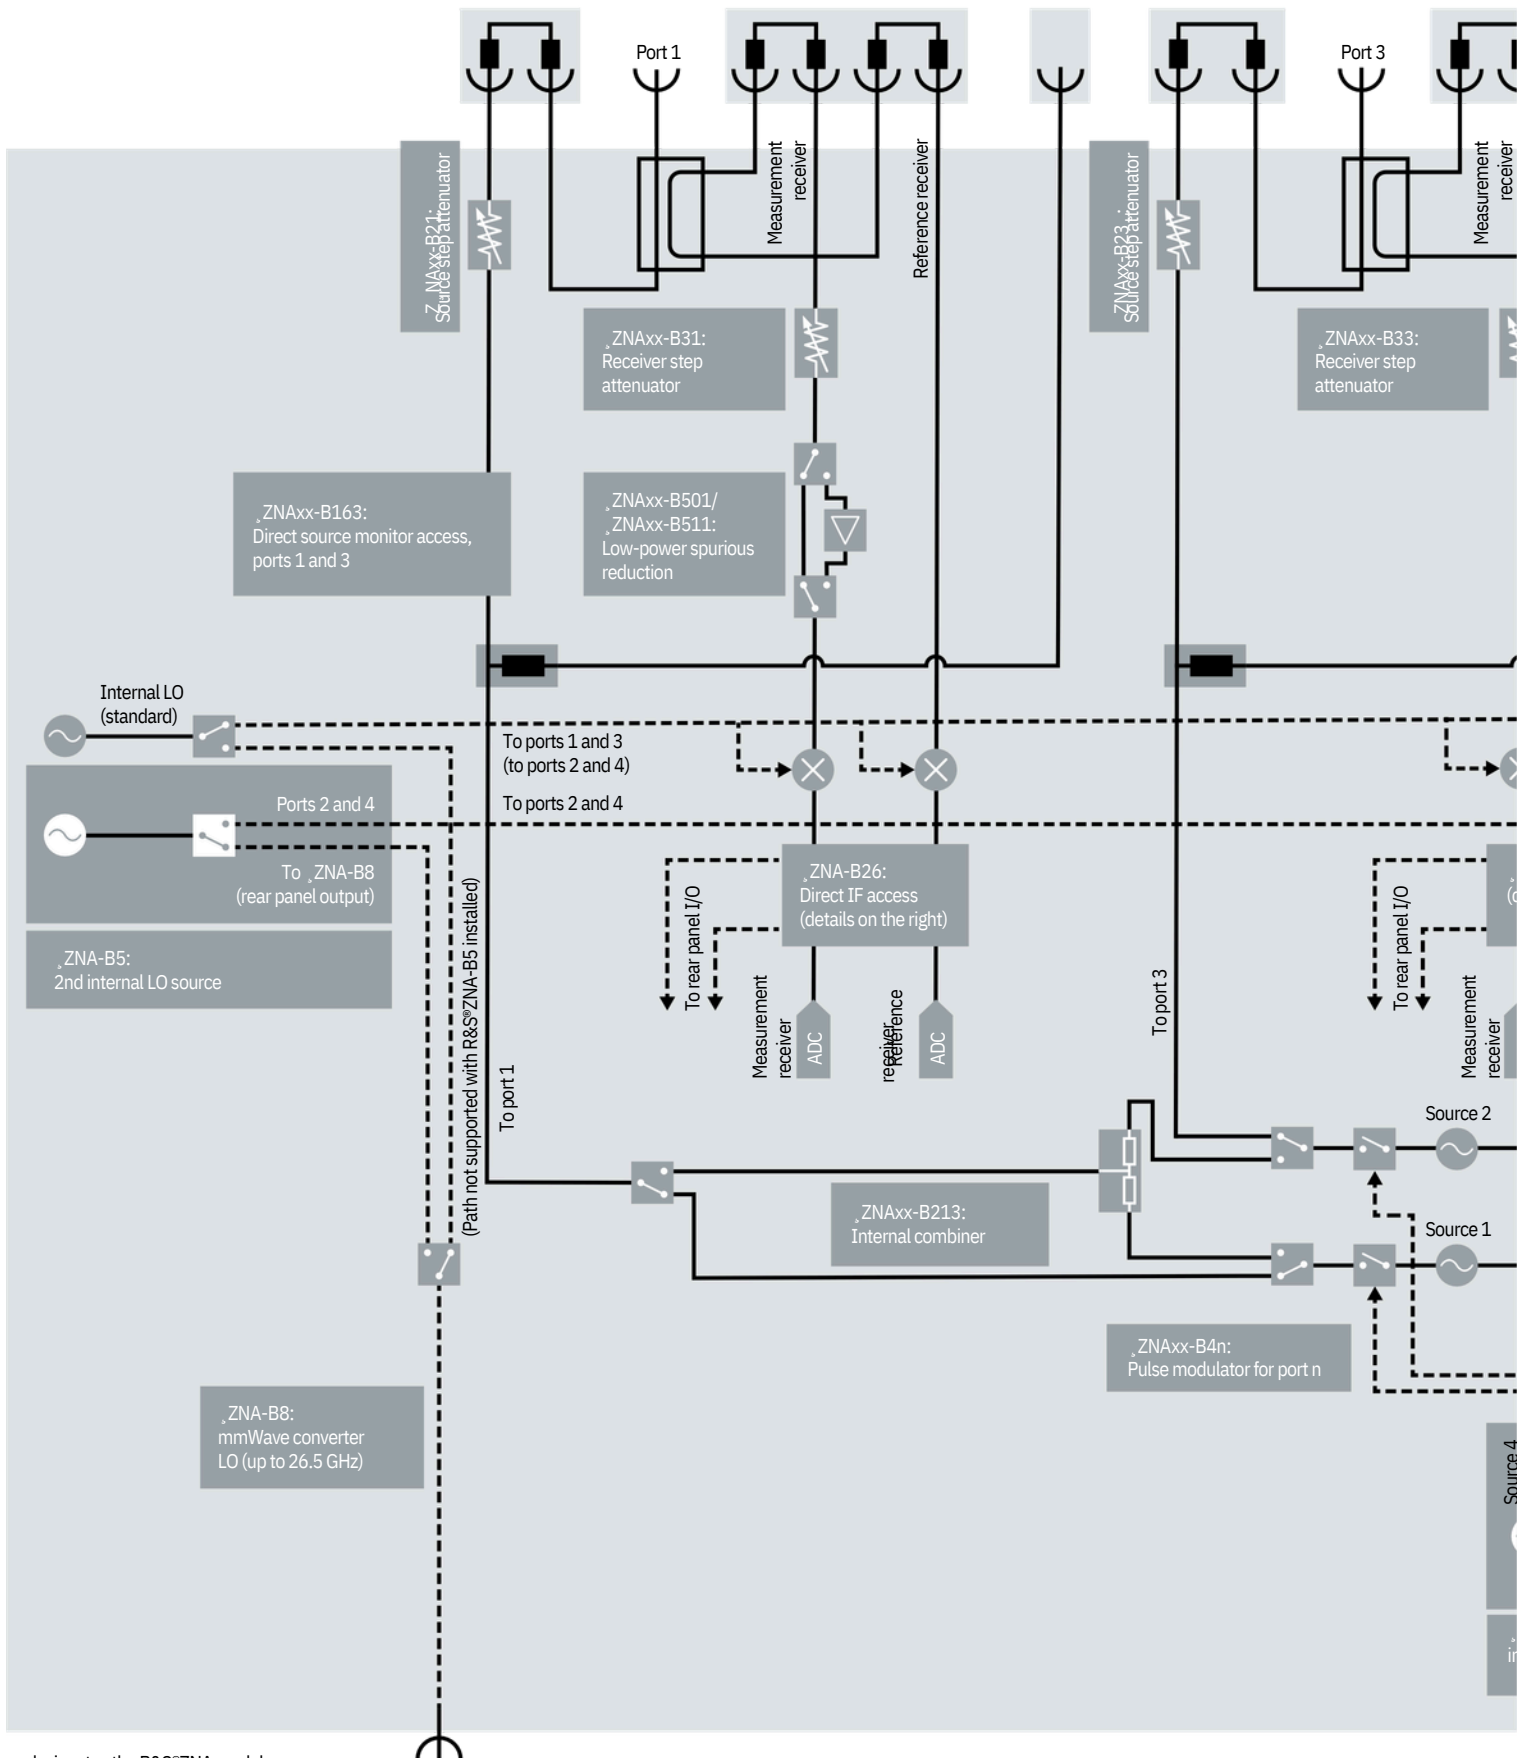 Port 1
Port 3
Source step attenuator
Measurement
receiver
Reference receiver
Source step attenuator
Measurement
receiver
ZNAxx-B31:
Receiver step
attenuator
ZNAxx-B33:
Receiver step
attenuator
ZNAxx-B163:
Direct source monitor access,
ports 1 and 3
ZNAxx-B501/
ZNAxx-B511:
Low-power spurious
reduction
Internal LO
(standard)
To ports 1 and 3
(to ports 2 and 4)
Ports 2 and 4
To ports 2 and 4
To ZNA-B8
(rear panel output)
ZNA-B5:
2nd internal LO source
(Path not supported with R&S®ZNA-B5 installed)
To port 1
To rear panel I/O
ZNA-B26:
Direct IF access
(details on the right)
To rear panel I/O
Measurement
receiver
ADC
Reference
receiver
ADC
To port 3
Measurement
receiver
Source 2
Source 1
ZNAxx-B213:
Internal combiner
ZNAxx-B4n:
Pulse modulator for port n
ZNA-B8:
mmWave converter
LO (up to 26.5 GHz)
Source 4